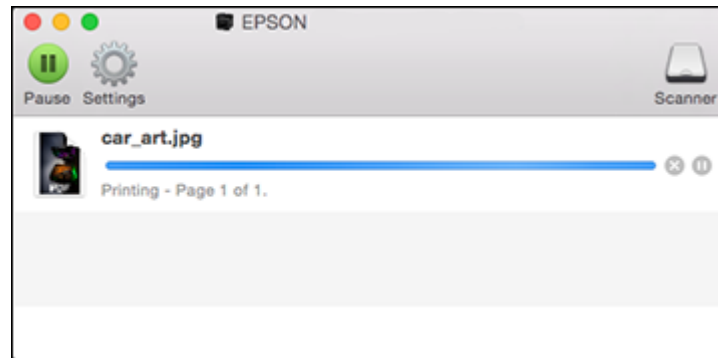 EPSON
Pause Settings Scanner
car_art.jpg
Printing - Page 1 of 1.